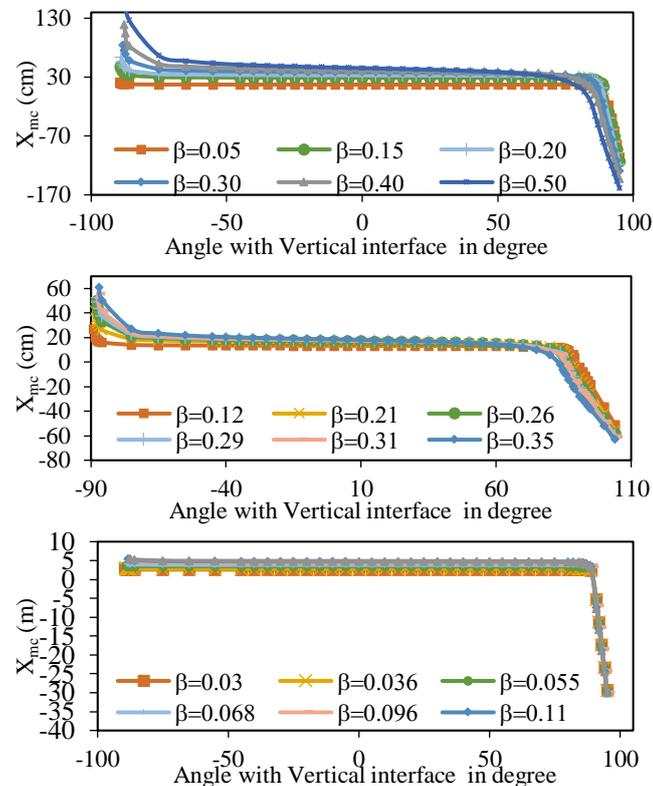 130
30
-70
-170
X_mc (cm)
β=0.05 β=0.15 β=0.20
β=0.30 β=0.40 β=0.50
-100 -50 0 50 100
Angle with Vertical interface in degree
60
40
20
0
-20
-40
-60
-80
X_mc (cm)
β=0.12 β=0.21 β=0.26
β=0.29 β=0.31 β=0.35
-90 -40 10 60 110
Angle with Vertical interface in degree
10
5
0
-5
-10
-15
-20
-25
-30
-35
-40
X_mc (m)
β=0.03 β=0.036 β=0.055
β=0.068 β=0.096 β=0.11
-100 -50 0 50 100
Angle with Vertical interface in degree